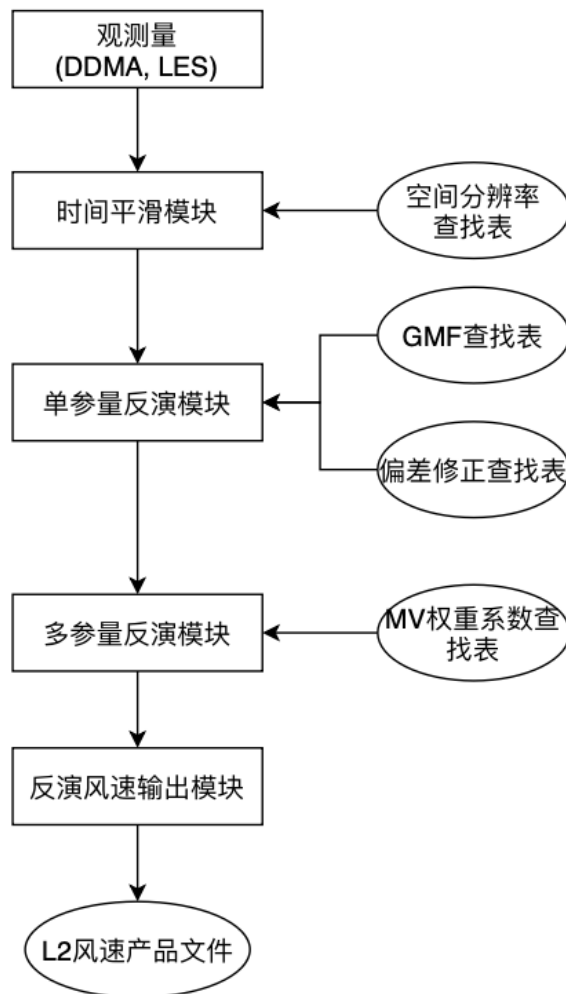 观测量
(DDMA, LES)
时间平滑模块
空间分辨率
查找表
GMF查找表
单参量反演模块
偏差修正查找表
多参量反演模块
MV权重系数查
找表
反演风速输出模块
L2风速产品文件